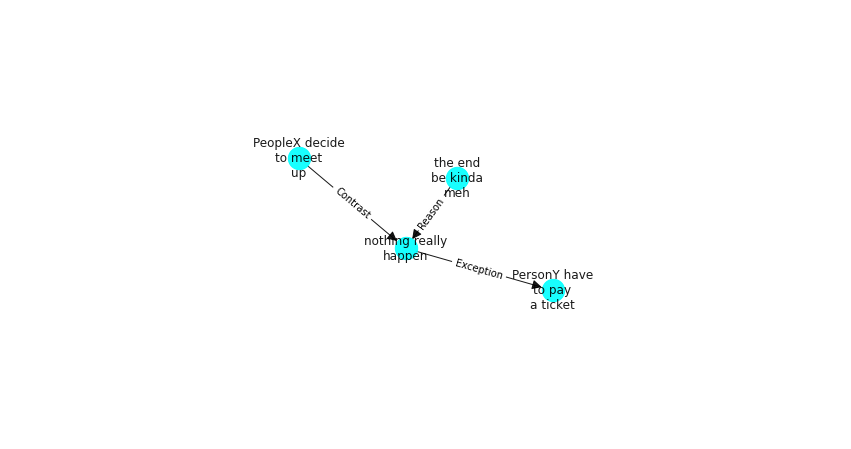 PeopleX decide
to meet
up
the end
be kinda
meh
Contrast
Reason
nothing really
happen
Exception
PersonY have
to pay
a ticket